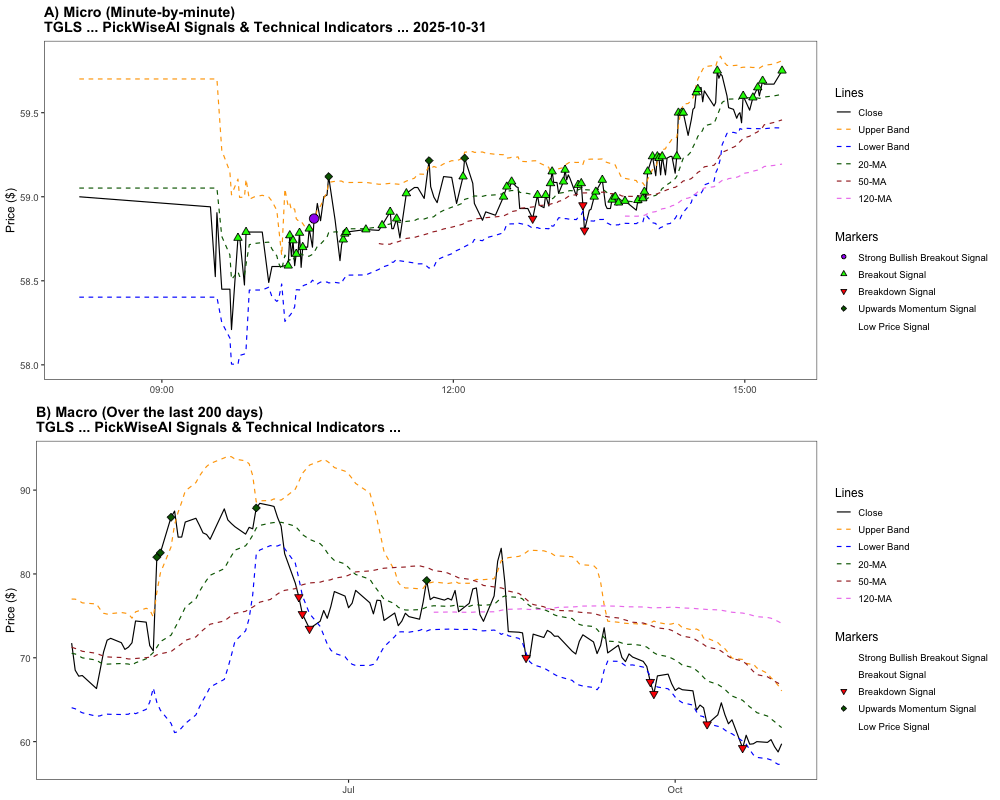 A) Micro (Minute-by-minute)
TGLS ... PickWiseAI Signals & Technical Indicators ... 2025-10-31
Price ($)
59.5
59.0
58.5
58.0
09:00
12:00
15:00
Lines
Close
Upper Band
Lower Band
20-MA
50-MA
120-MA
Markers
Strong Bullish Breakout Signal
Breakout Signal
Breakdown Signal
Upwards Momentum Signal
Low Price Signal
B) Macro (Over the last 200 days)
TGLS ... PickWiseAI Signals & Technical Indicators ...
Price ($)
90
80
70
60
Jul
Oct
Lines
Close
Upper Band
Lower Band
20-MA
50-MA
120-MA
Markers
Strong Bullish Breakout Signal
Breakout Signal
Breakdown Signal
Upwards Momentum Signal
Low Price Signal